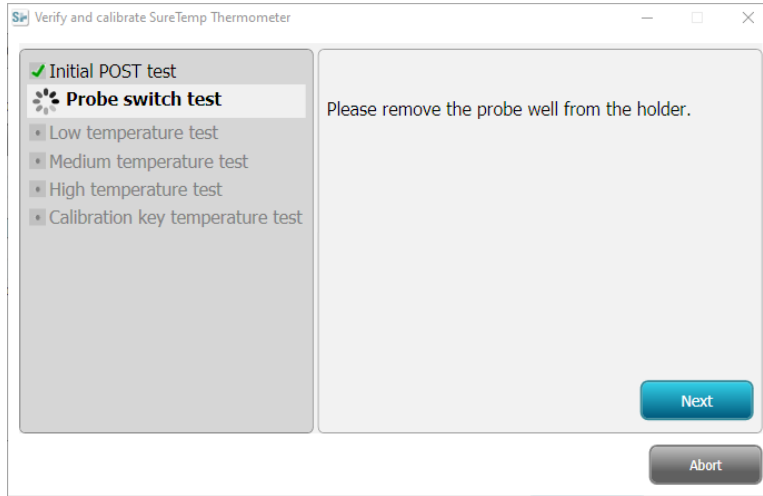 Verify and calibrate SureTemp Thermometer
Initial POST test
Probe switch test
Low temperature test
Medium temperature test
High temperature test
Calibration key temperature test
Please remove the probe well from the holder.
Next
Abort